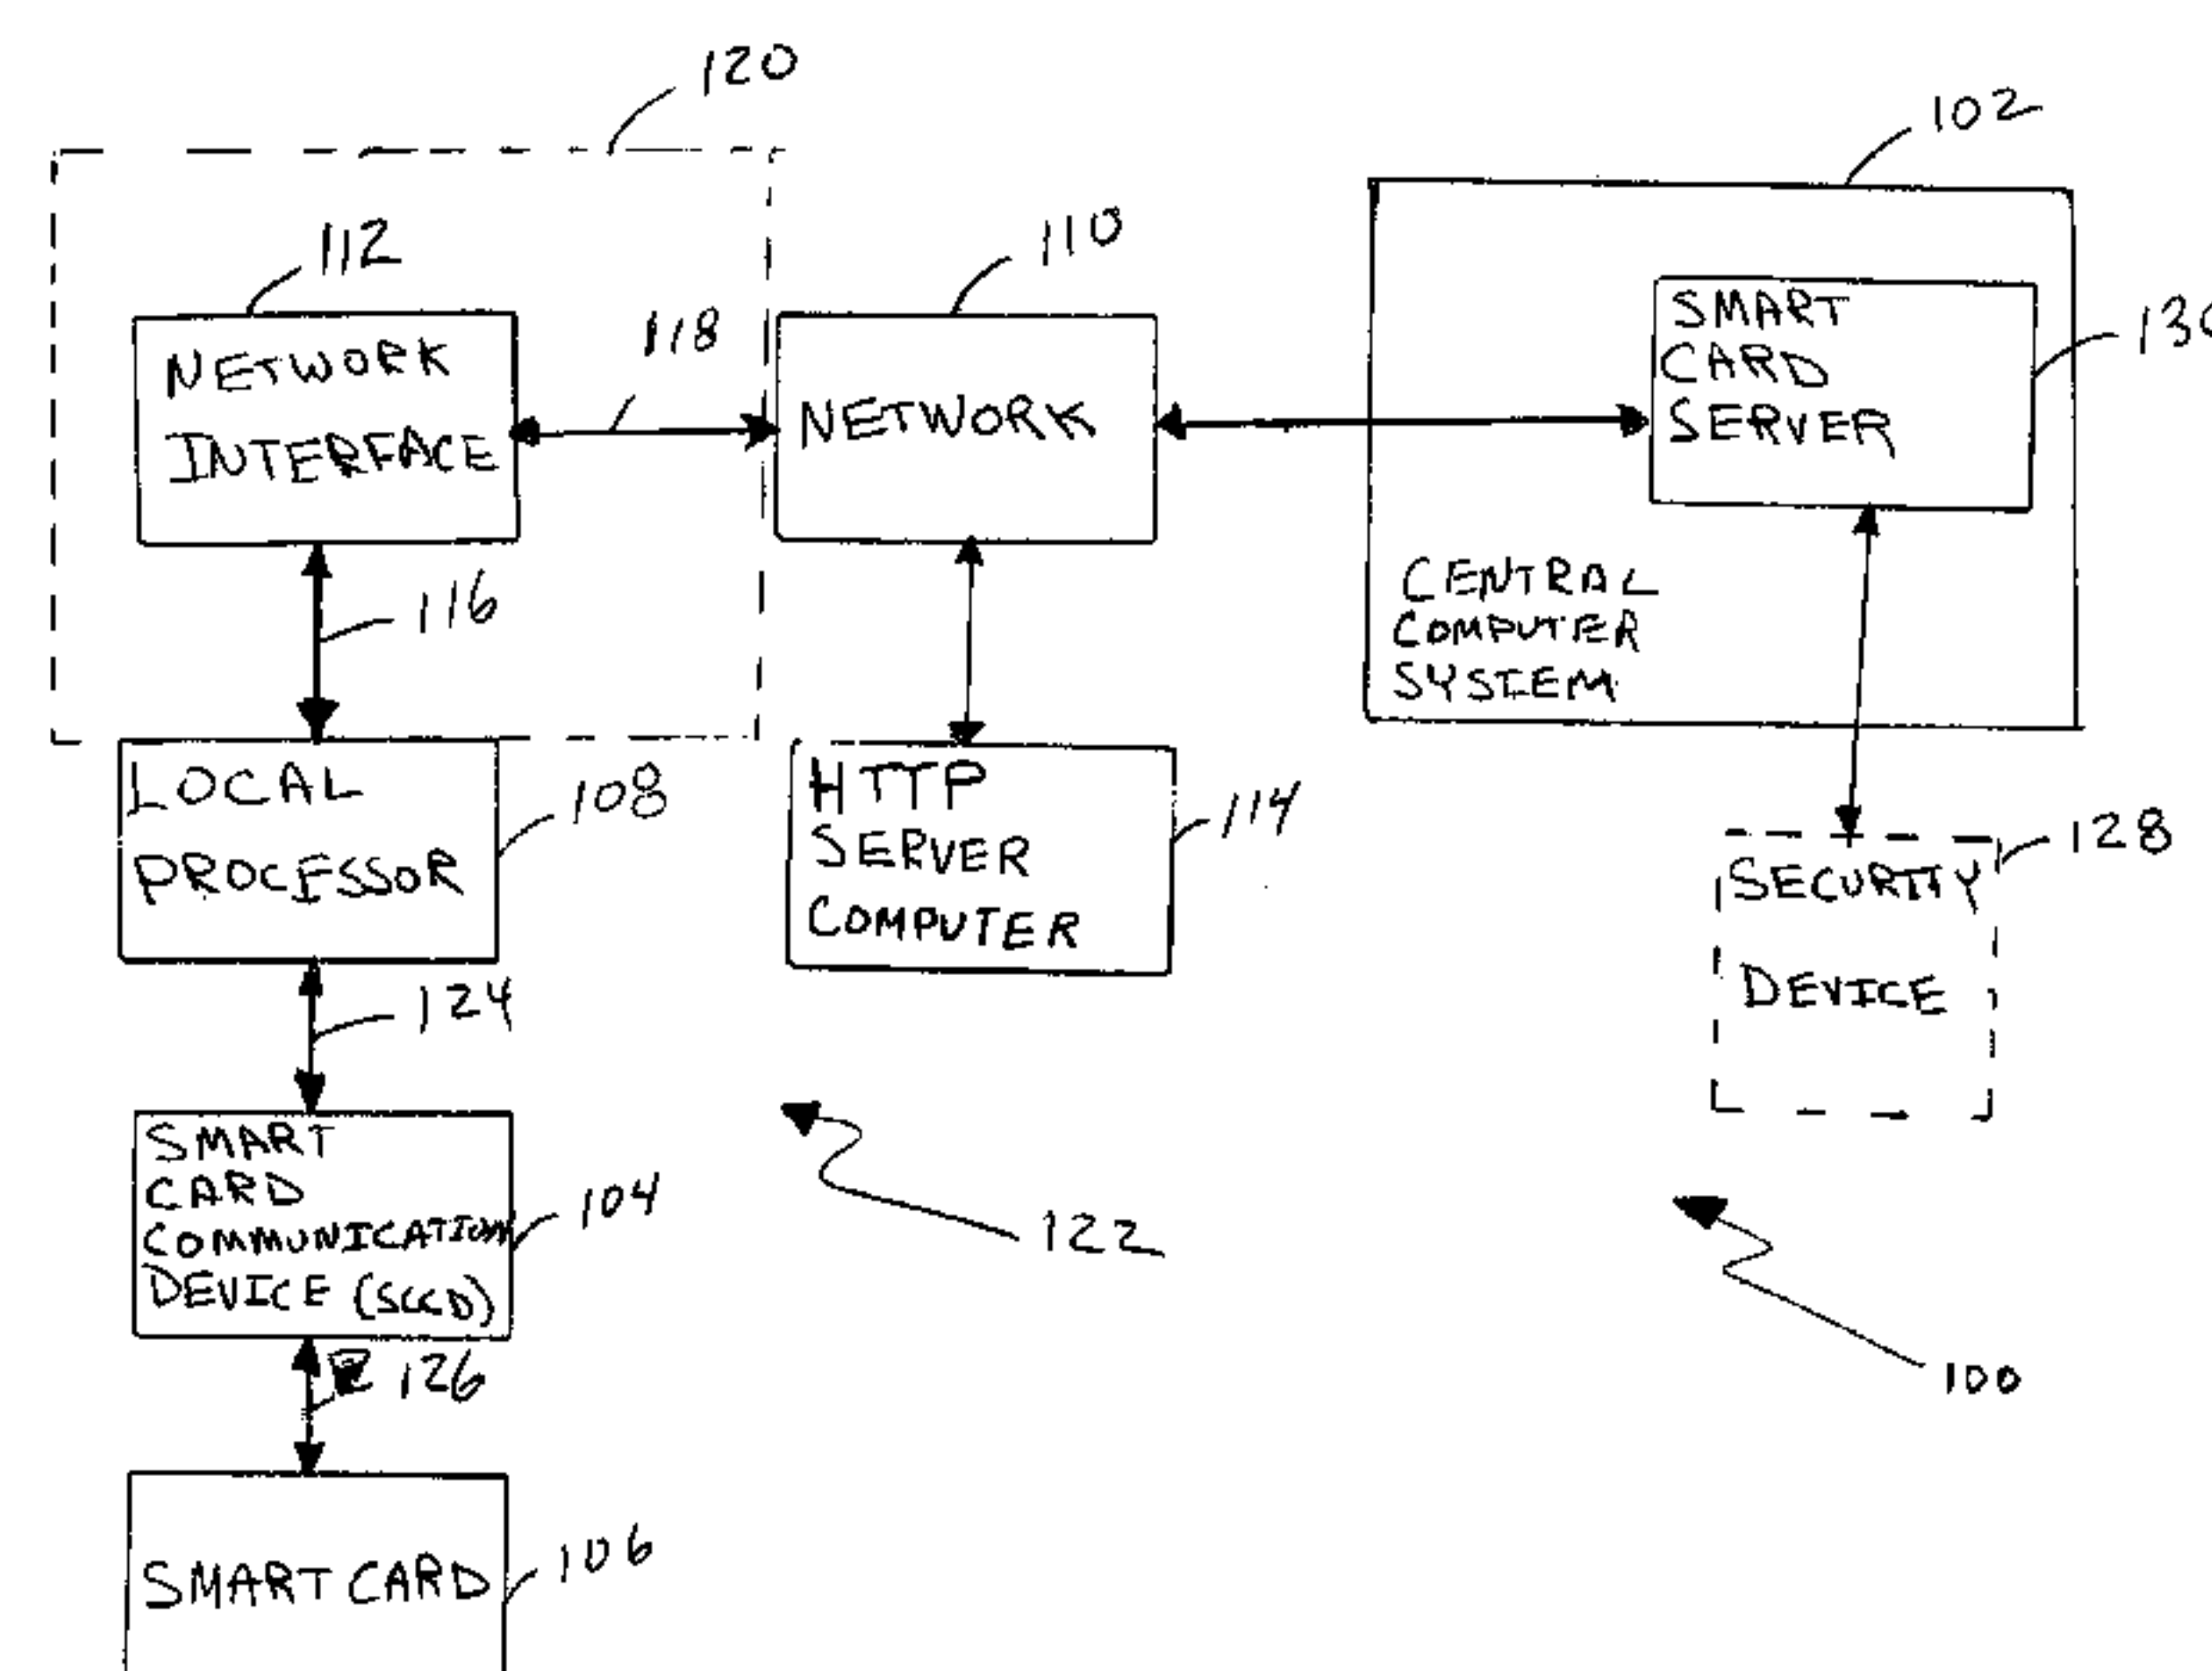 120
102
112
110
118
NETWORK
INTERFACE
NETWORK
SMART
CARD
SERVER
116
CENTRAL
COMPUTER
SYSTEM
LOCAL
PROCESSOR
108
HTTP
SERVER
COMPUTER
114
128
SECURITY
DEVICE
124
SMART
CARD
COMMUNICATION
DEVICE (SCCD)
104
122
100
126
SMART CARD
106